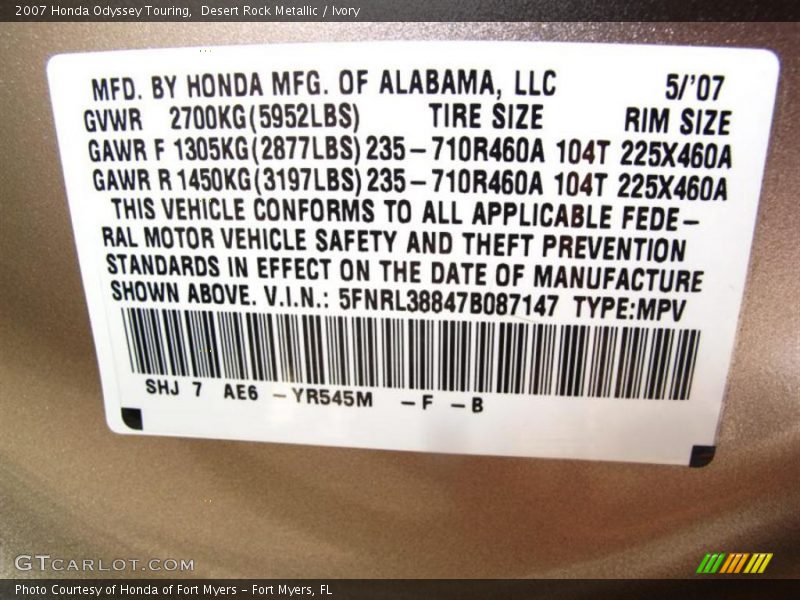 2007 Honda Odyssey Touring,  Desert Rock Metallic / Ivory
MFD. BY HONDA MFG. OF ALABAMA, LLC 5/'07
GVWR 2700KG(5952LBS) TIRE SIZE RIM SIZE
GAWR F 1305KG(2877LBS) 235-710R460A 104T 225X460A
GAWR R 1450KG(3197LBS) 235-710R460A 104T 225X460A
THIS VEHICLE CONFORMS TO ALL APPLICABLE FEDE-
RAL MOTOR VEHICLE SAFETY AND THEFT PREVENTION
STANDARDS IN EFFECT ON THE DATE OF MANUFACTURE
SHOWN ABOVE. V.I.N.: 5FNRL38847B087147 TYPE:MPV
SHJ 7 AE6 -YR545M -F -B
GTCARLOT.COM
Photo Courtesy of Honda of Fort Myers - Fort Myers, FL